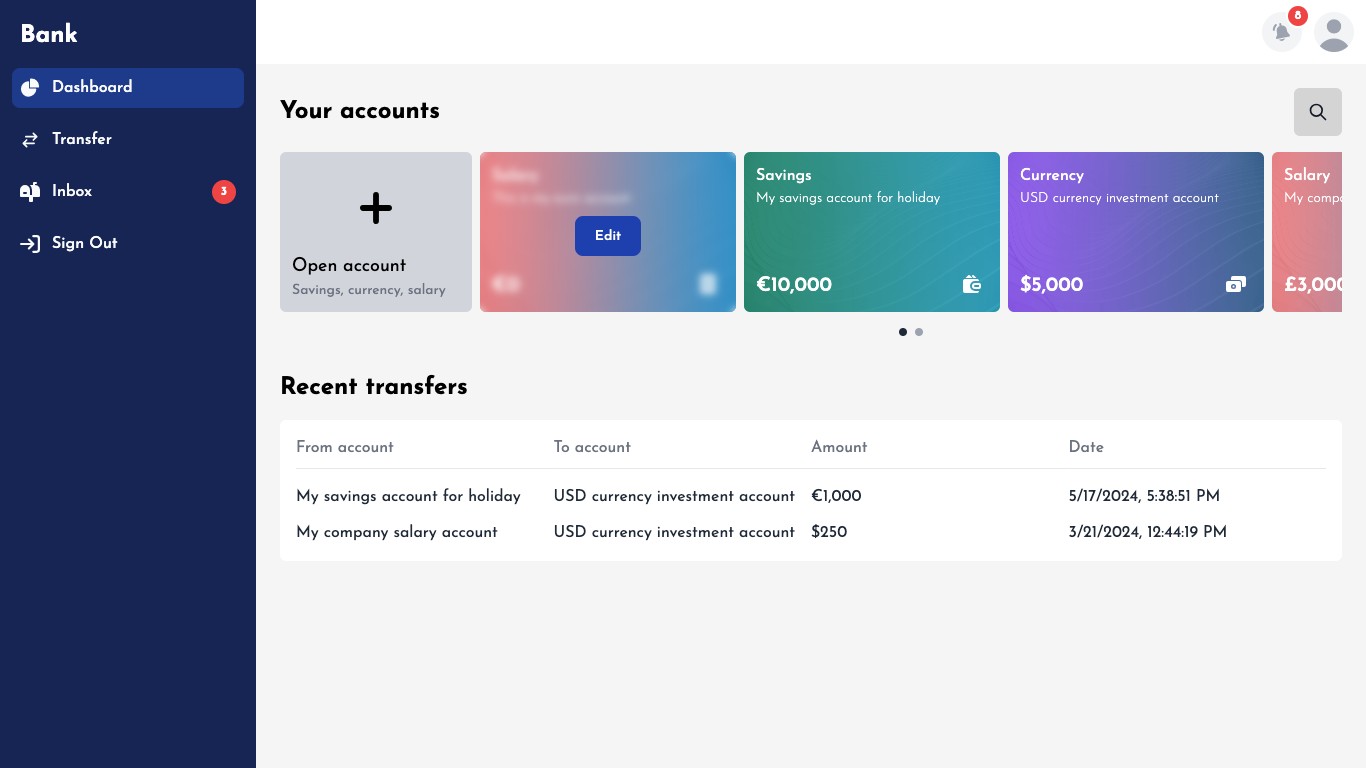 Bank
Dashboard
Transfer
Inbox
3
Sign Out
8
Your accounts
Open account
Savings, currency, salary
Salary
Edit
€0
Savings
My savings account for holiday
€10,000
Currency
USD currency investment account
$5,000
Salary
My comp
£3,000
Recent transfers
From account To account Amount Date
My savings account for holiday USD currency investment account €1,000 5/17/2024, 5:38:51 PM
My company salary account USD currency investment account $250 3/21/2024, 12:44:19 PM